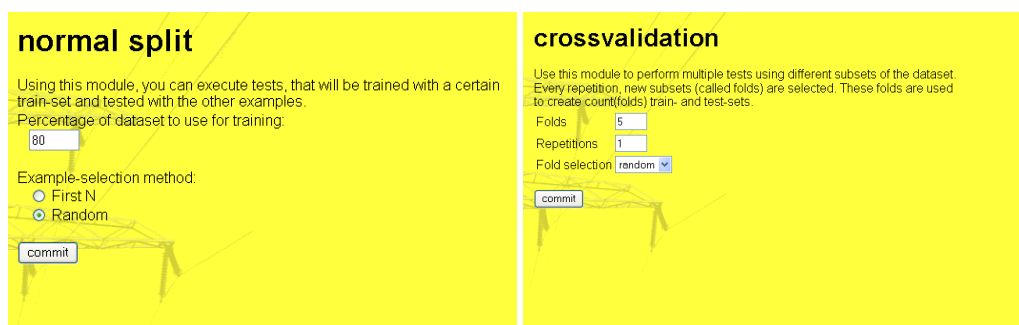 normal split
Using this module, you can execute tests, that will be trained with a certain
train-set and tested with the other examples.
Percentage of dataset to use for training:
80
Example-selection method:
First N
Random
commit
crossvalidation
Use this module to perform multiple tests using different subsets of the dataset.
Every repetition, new subsets (called folds) are selected. These folds are used
to create count(folds) train- and test-sets.
Folds 5
Repetitions 1
Fold selection random
commit